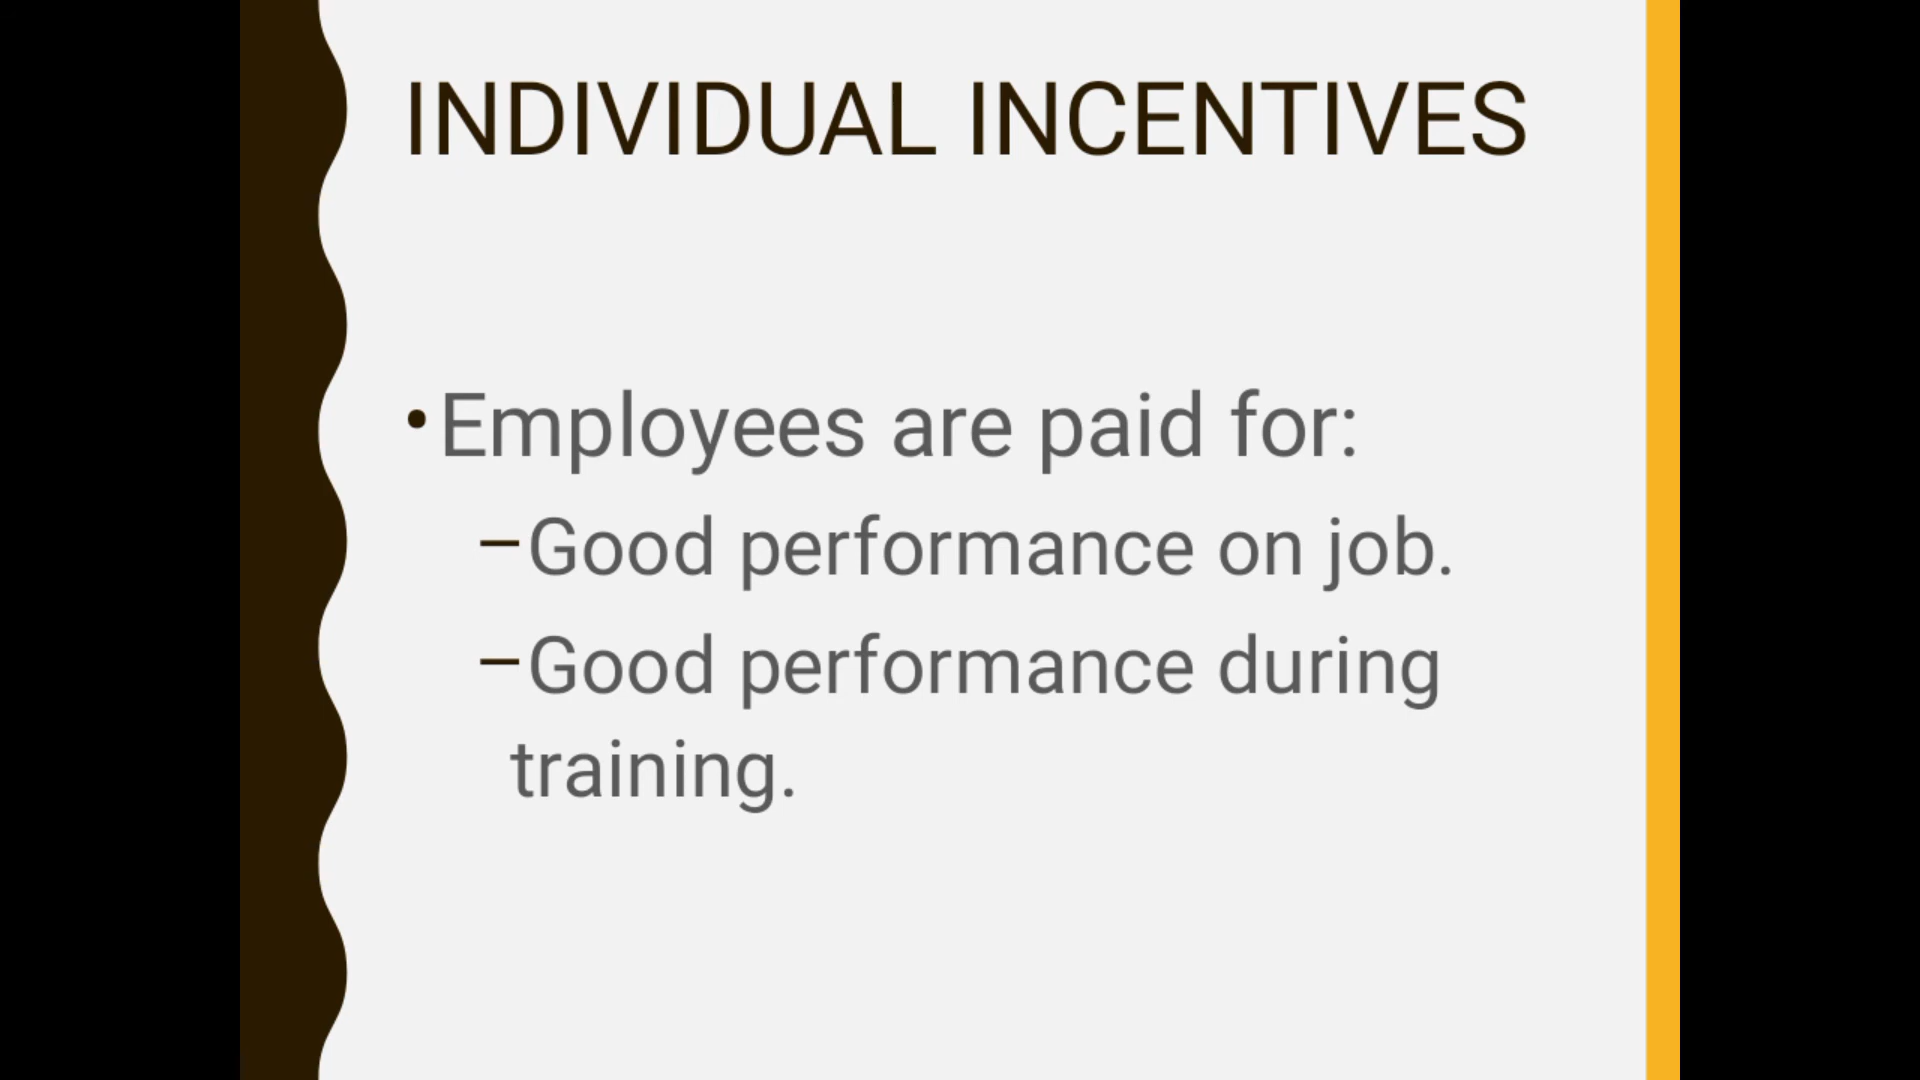 INDIVIDUAL INCENTIVES
•Employees are paid for:
–Good performance on job.
–Good performance during
training.